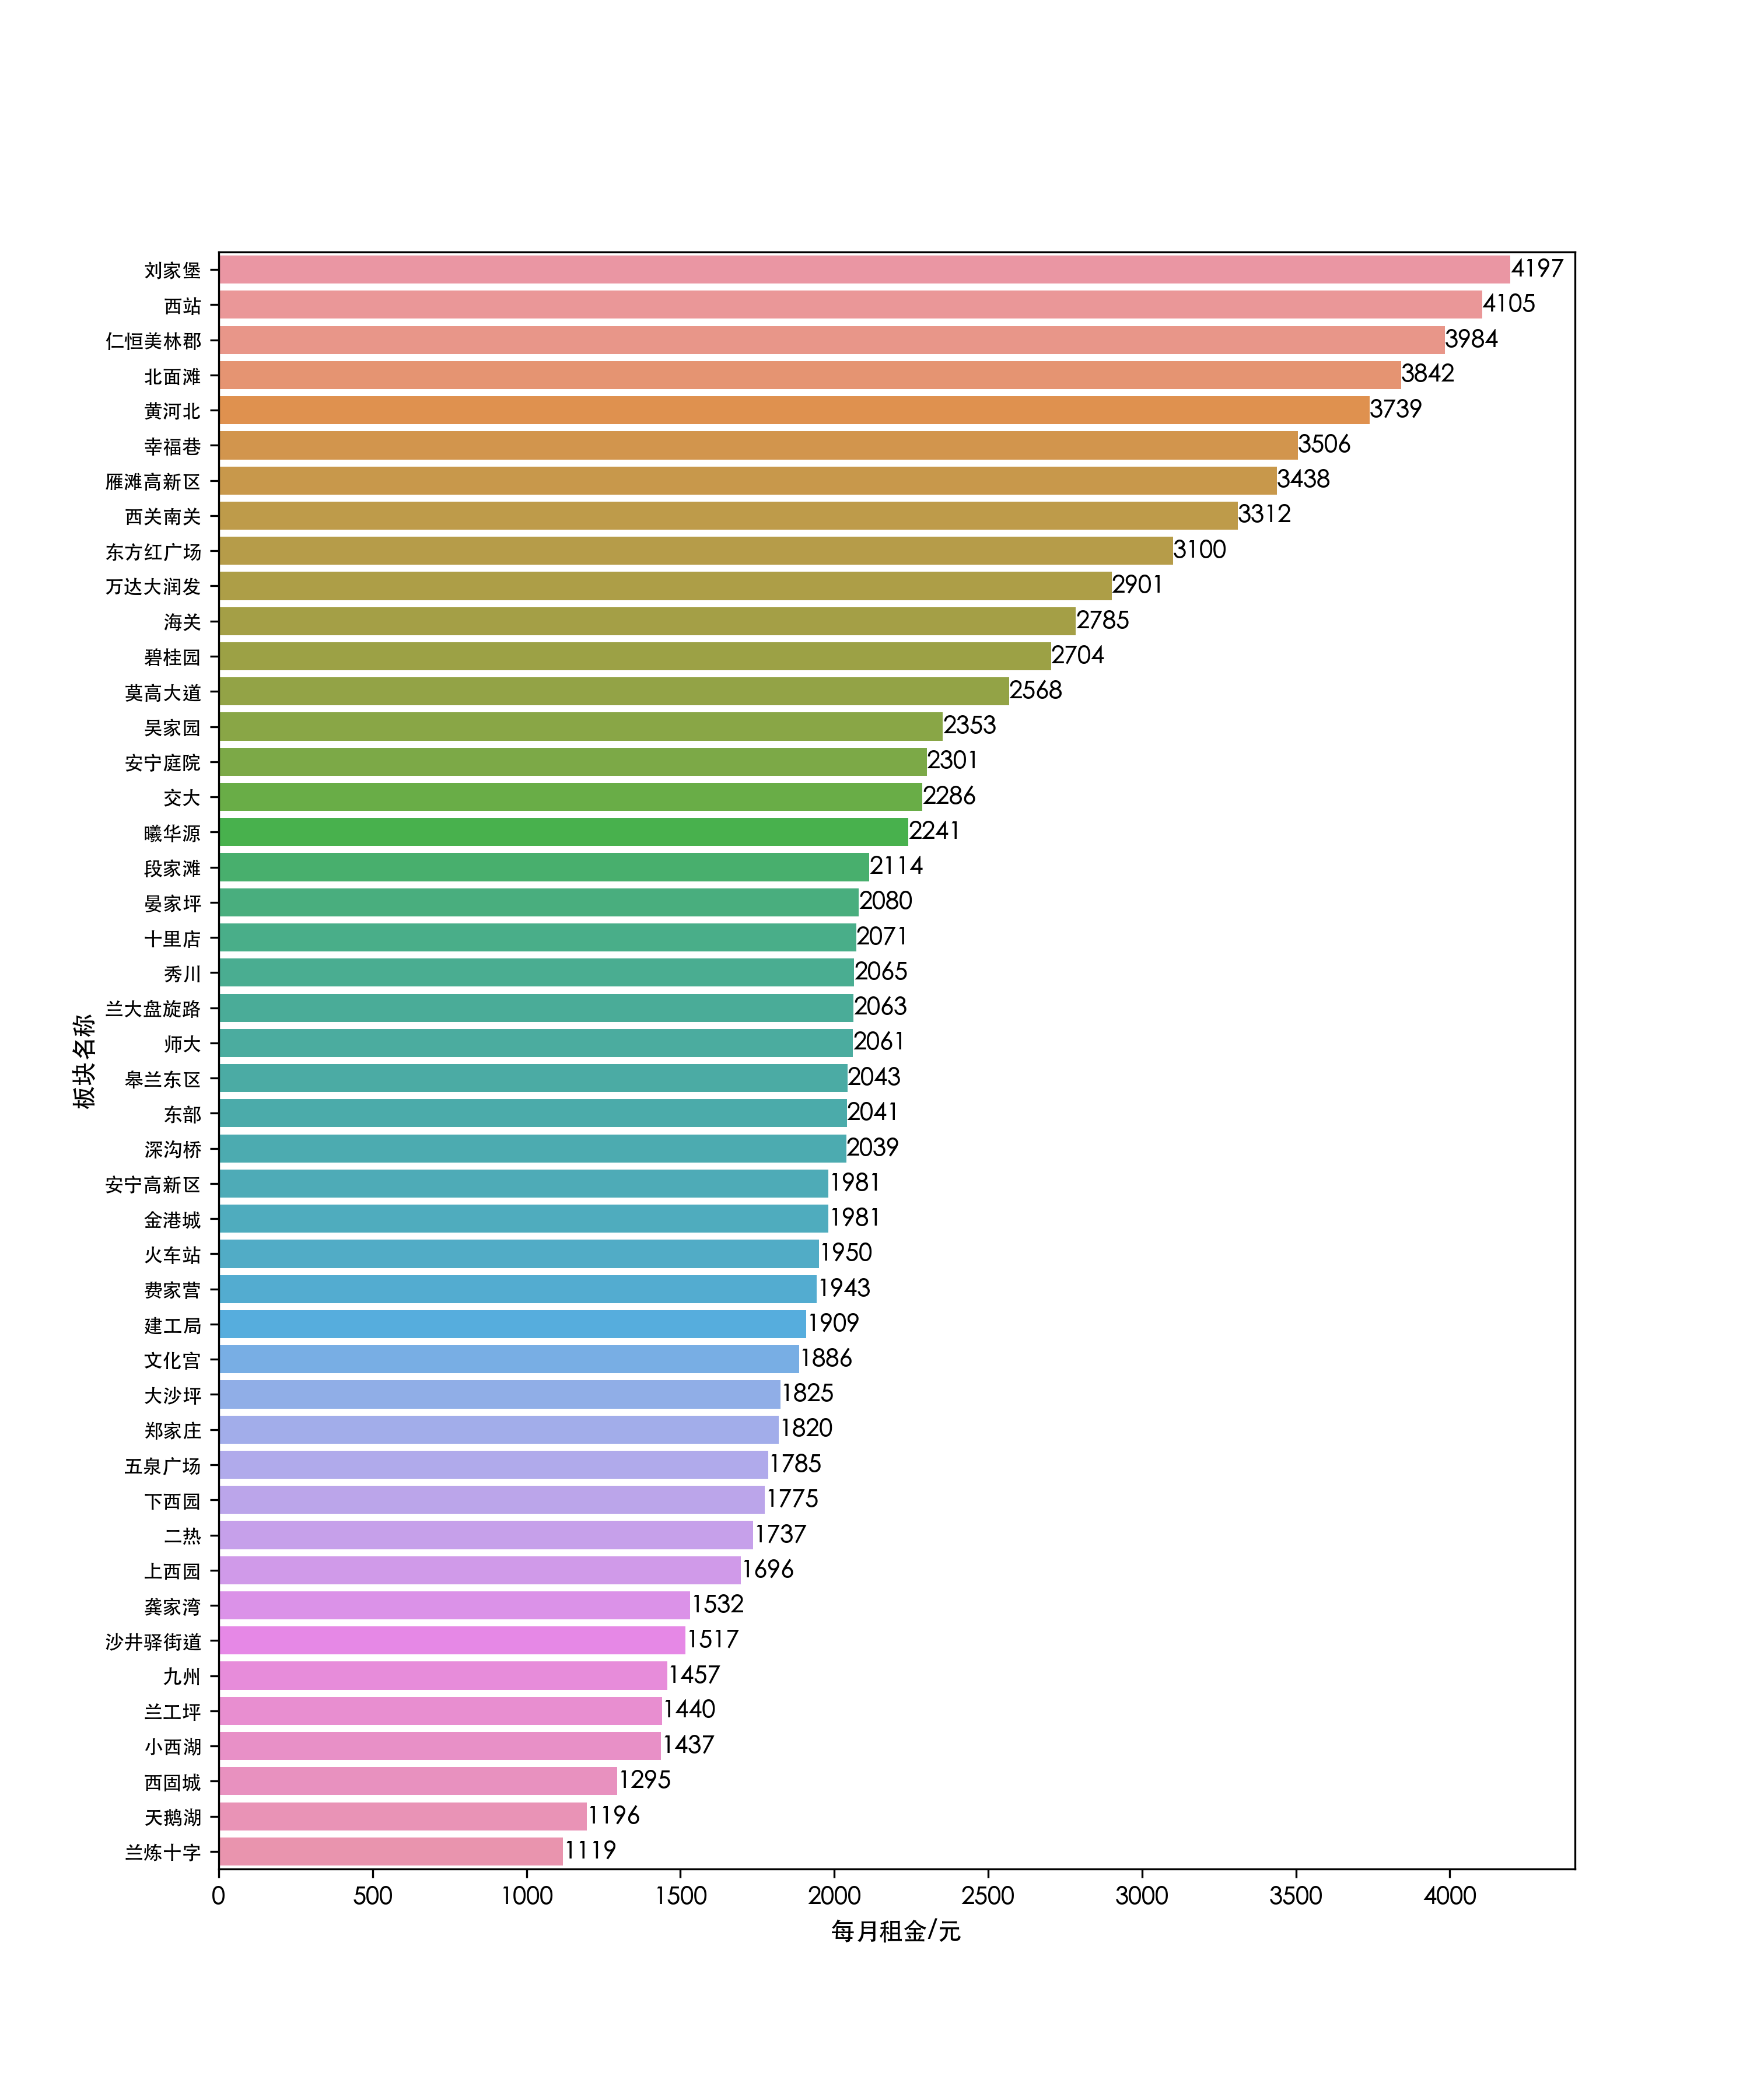 刘家堡 4197
西站 4105
仁恒美林郡 3984
北面滩 3842
黄河北 3739
幸福巷 3506
雁滩高新区 3438
西关南关 3312
东方红广场 3100
万达大润发 2901
海关 2785
碧桂园 2704
莫高大道 2568
吴家园 2353
安宁庭院 2301
交大 2286
曦华源 2241
段家滩 2114
晏家坪 2080
十里店 2071
秀川 2065
兰大盘旋路 2063
师大 2061
皋兰东区 2043
东部 2041
深沟桥 2039
安宁高新区 1981
金港城 1981
火车站 1950
费家营 1943
建工局 1909
文化宫 1886
大沙坪 1825
郑家庄 1820
五泉广场 1785
下西园 1775
二热 1737
上西园 1696
龚家湾 1532
沙井驿街道 1517
九州 1457
兰工坪 1440
小西湖 1437
西固城 1295
天鹅湖 1196
兰炼十字 1119
板块名称
0 500 1000 1500 2000 2500 3000 3500 4000
每月租金/元